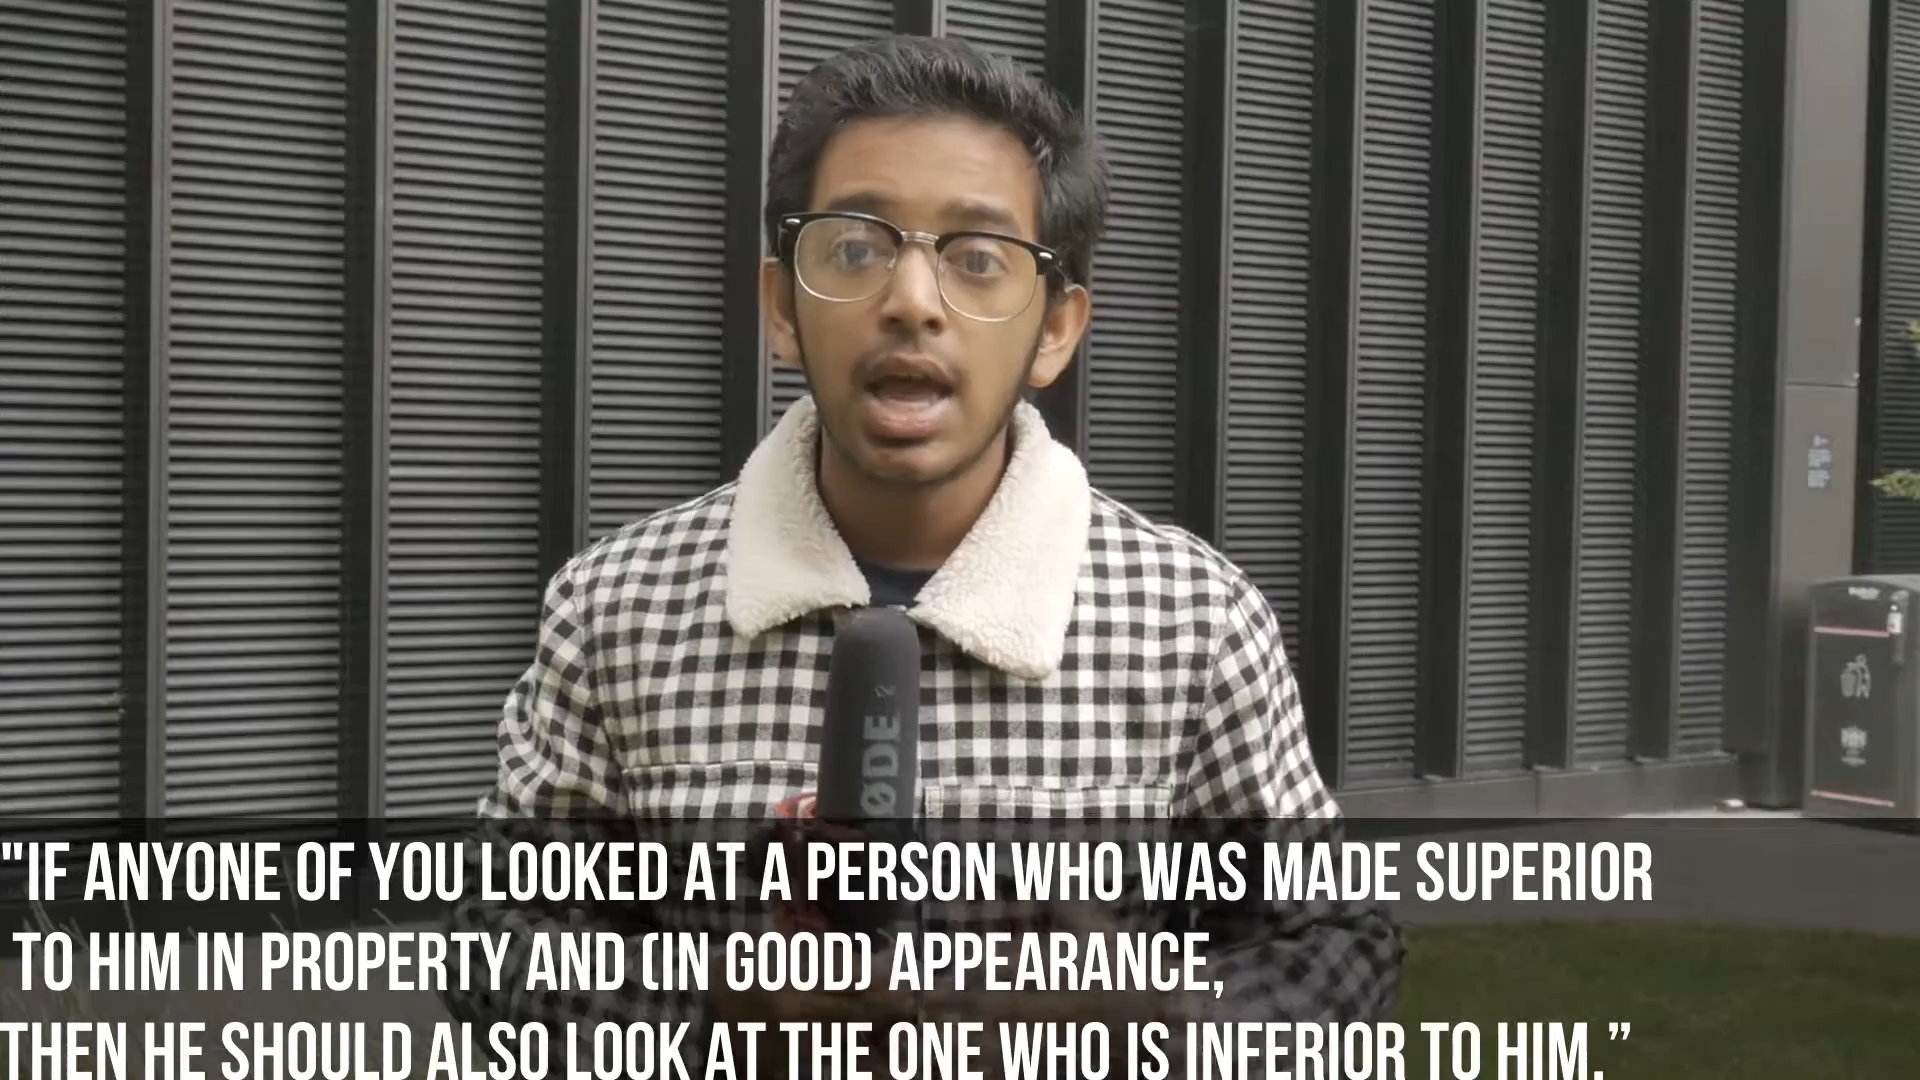 RØDE
"IF ANYONE OF YOU LOOKED AT A PERSON WHO WAS MADE SUPERIOR
TO HIM IN PROPERTY AND (IN GOOD) APPEARANCE,
THEN HE SHOULD ALSO LOOK AT THE ONE WHO IS INFERIOR TO HIM.”